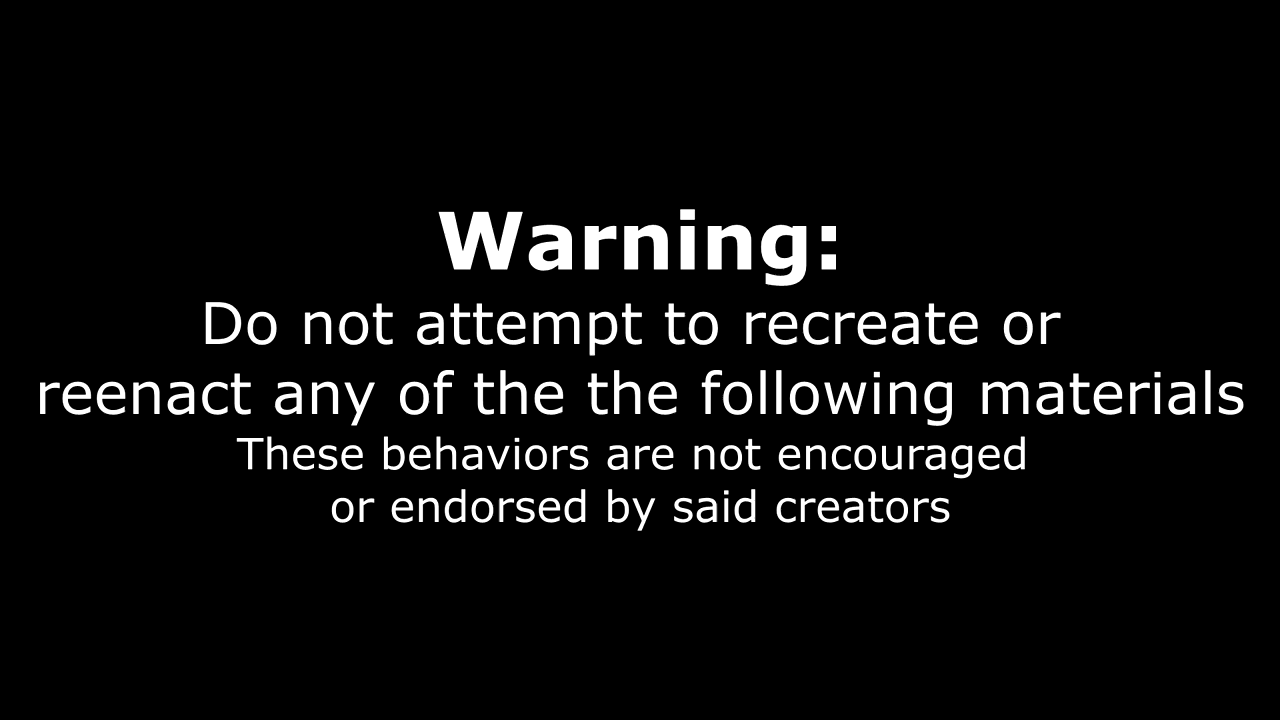 Warning:
Do not attempt to recreate or
reenact any of the the following materials
These behaviors are not encouraged
or endorsed by said creators